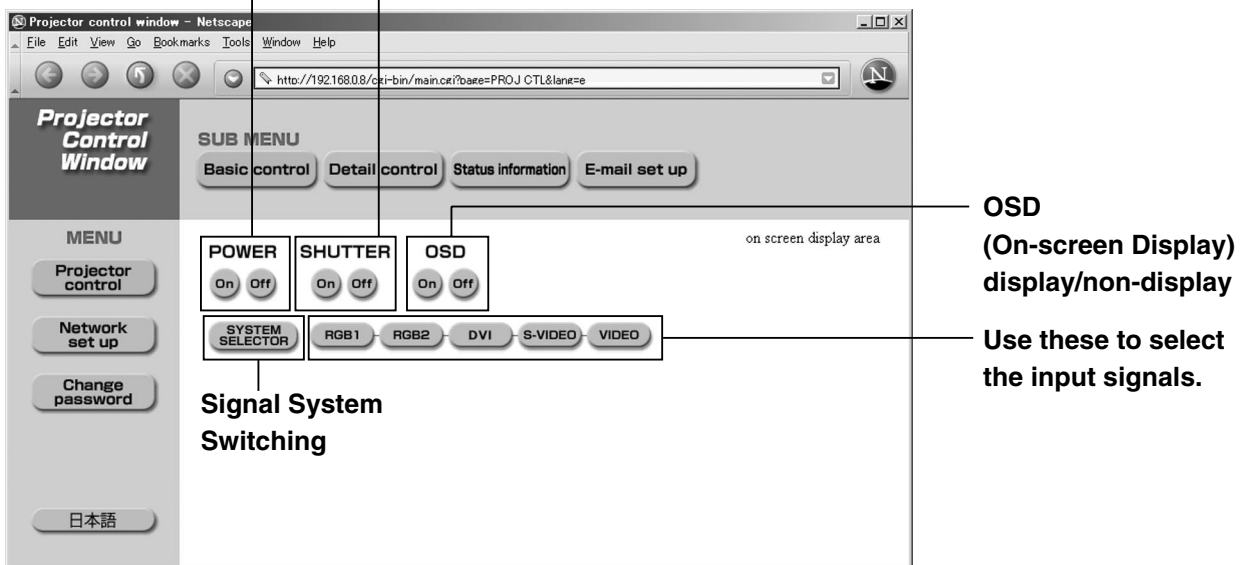 Projector control window - Netscape
File Edit View Go Bookmarks Tools Window Help
http://192.168.0.8/cgi-bin/main.cgi?page=PROJ CTL&lang=e
N
Projector
Control
Window
SUB MENU
Basic control Detail control Status information E-mail set up
MENU
Projector
control
Network
set up
Change
password
日本語
on screen display area
POWER SHUTTER OSD
On Off On Off On Off
SYSTEM
SELECTOR
RGB1 RGB2 DVI S-VIDEO VIDEO
Signal System
Switching
OSD
(On-screen Display)
display/non-display
Use these to select
the input signals.